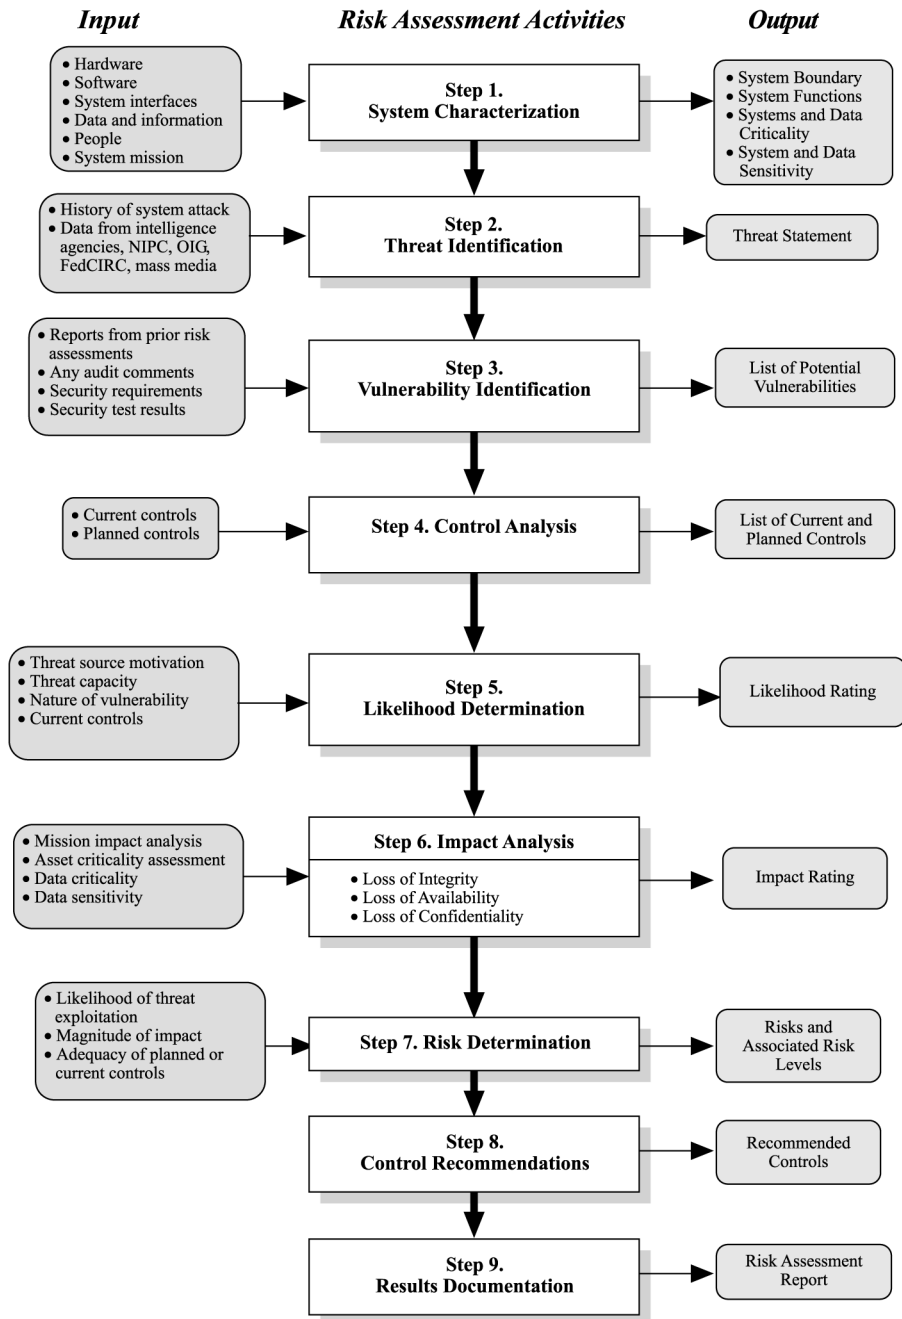 Input
Risk Assessment Activities
Output
• Hardware
• Software
• System interfaces
• Data and information
• People
• System mission
Step 1.
System Characterization
• System Boundary
• System Functions
• Systems and Data
Criticality
• System and Data
Sensitivity
• History of system attack
• Data from intelligence
agencies, NIPC, OIG,
FedCIRC, mass media
Step 2.
Threat Identification
Threat Statement
• Reports from prior risk
assessments
• Any audit comments
• Security requirements
• Security test results
Step 3.
Vulnerability Identification
List of Potential
Vulnerabilities
• Current controls
• Planned controls
Step 4. Control Analysis
List of Current and
Planned Controls
• Threat source motivation
• Threat capacity
• Nature of vulnerability
• Current controls
Step 5.
Likelihood Determination
Likelihood Rating
• Mission impact analysis
• Asset criticality assessment
• Data criticality
• Data sensitivity
Step 6. Impact Analysis
• Loss of Integrity
• Loss of Availability
• Loss of Confidentiality
Impact Rating
• Likelihood of threat
exploitation
• Magnitude of impact
• Adequacy of planned or
current controls
Step 7. Risk Determination
Risks and
Associated Risk
Levels
Step 8.
Control Recommendations
Recommended
Controls
Step 9.
Results Documentation
Risk Assessment
Report